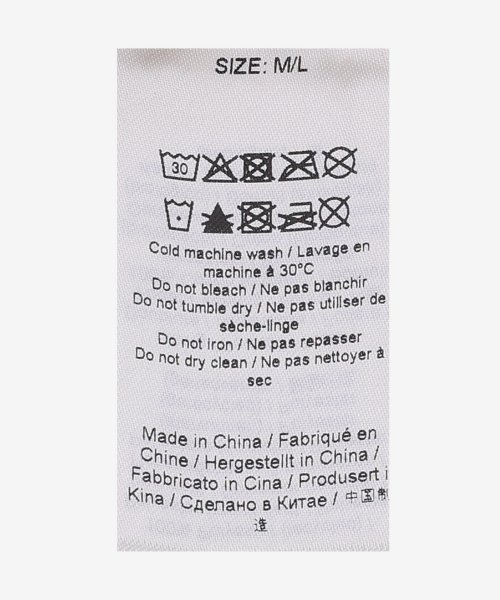 SIZE: M/L
30
Cold machine wash / Lavage en
machine à 30°C
Do not bleach / Ne pas blanchir
Do not tumble dry / Ne pas utiliser de
sèche-linge
Do not iron / Ne pas repasser
Do not dry clean / Ne pas nettoyer à
sec
Made in China / Fabriqué en
Chine / Hergestellt in China /
Fabbricato in Cina / Produsert i
Kina / Сделано в Китае / 中国制
造